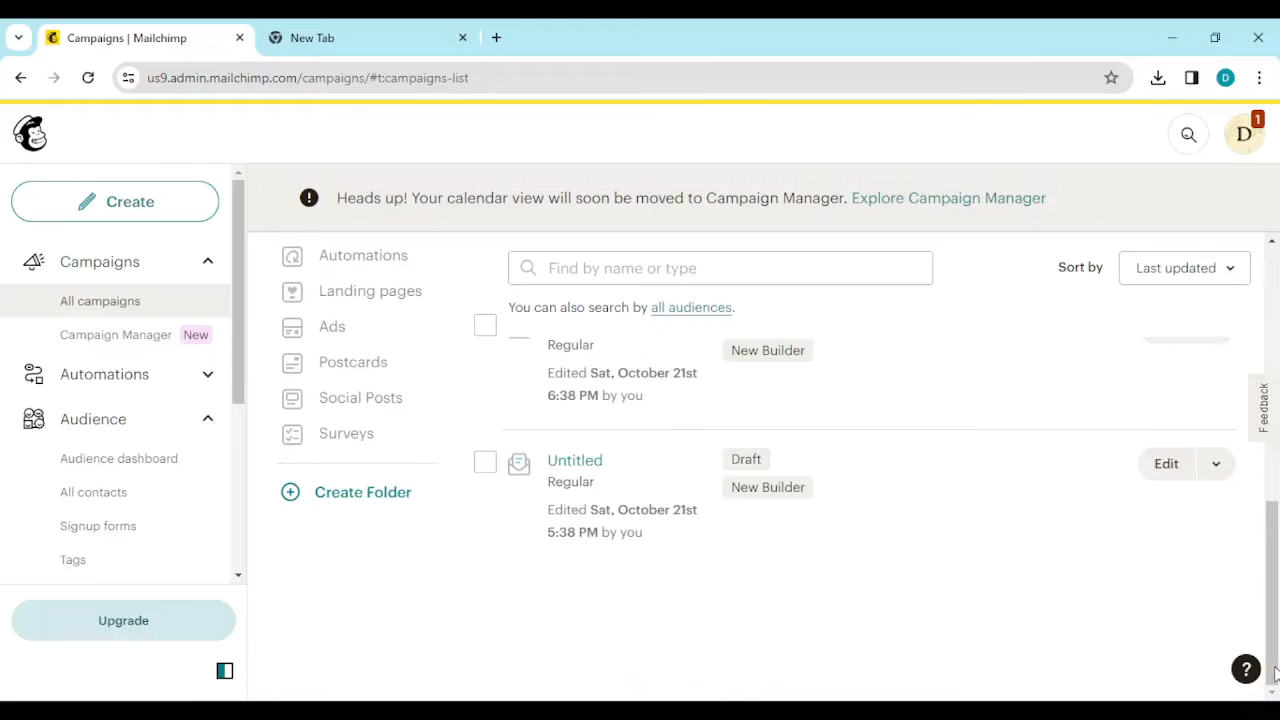 Campaigns | Mailchimp
New Tab
us9.admin.mailchimp.com/campaigns/#t:campaigns-list
D
D
1
Heads up! Your calendar view will soon be moved to Campaign Manager. Explore Campaign Manager
Create
Campaigns
All campaigns
Campaign Manager New
Automations
Audience
Audience dashboard
All contacts
Signup forms
Tags
Upgrade
Automations
Landing pages
Ads
Postcards
Social Posts
Surveys
Create Folder
Find by name or type
Sort by
Last updated
You can also search by all audiences.
Regular
New Builder
Edited Sat, October 21st
6:38 PM by you
Untitled
Draft
Regular
New Builder
Edited Sat, October 21st
5:38 PM by you
Edit
Feedback
?